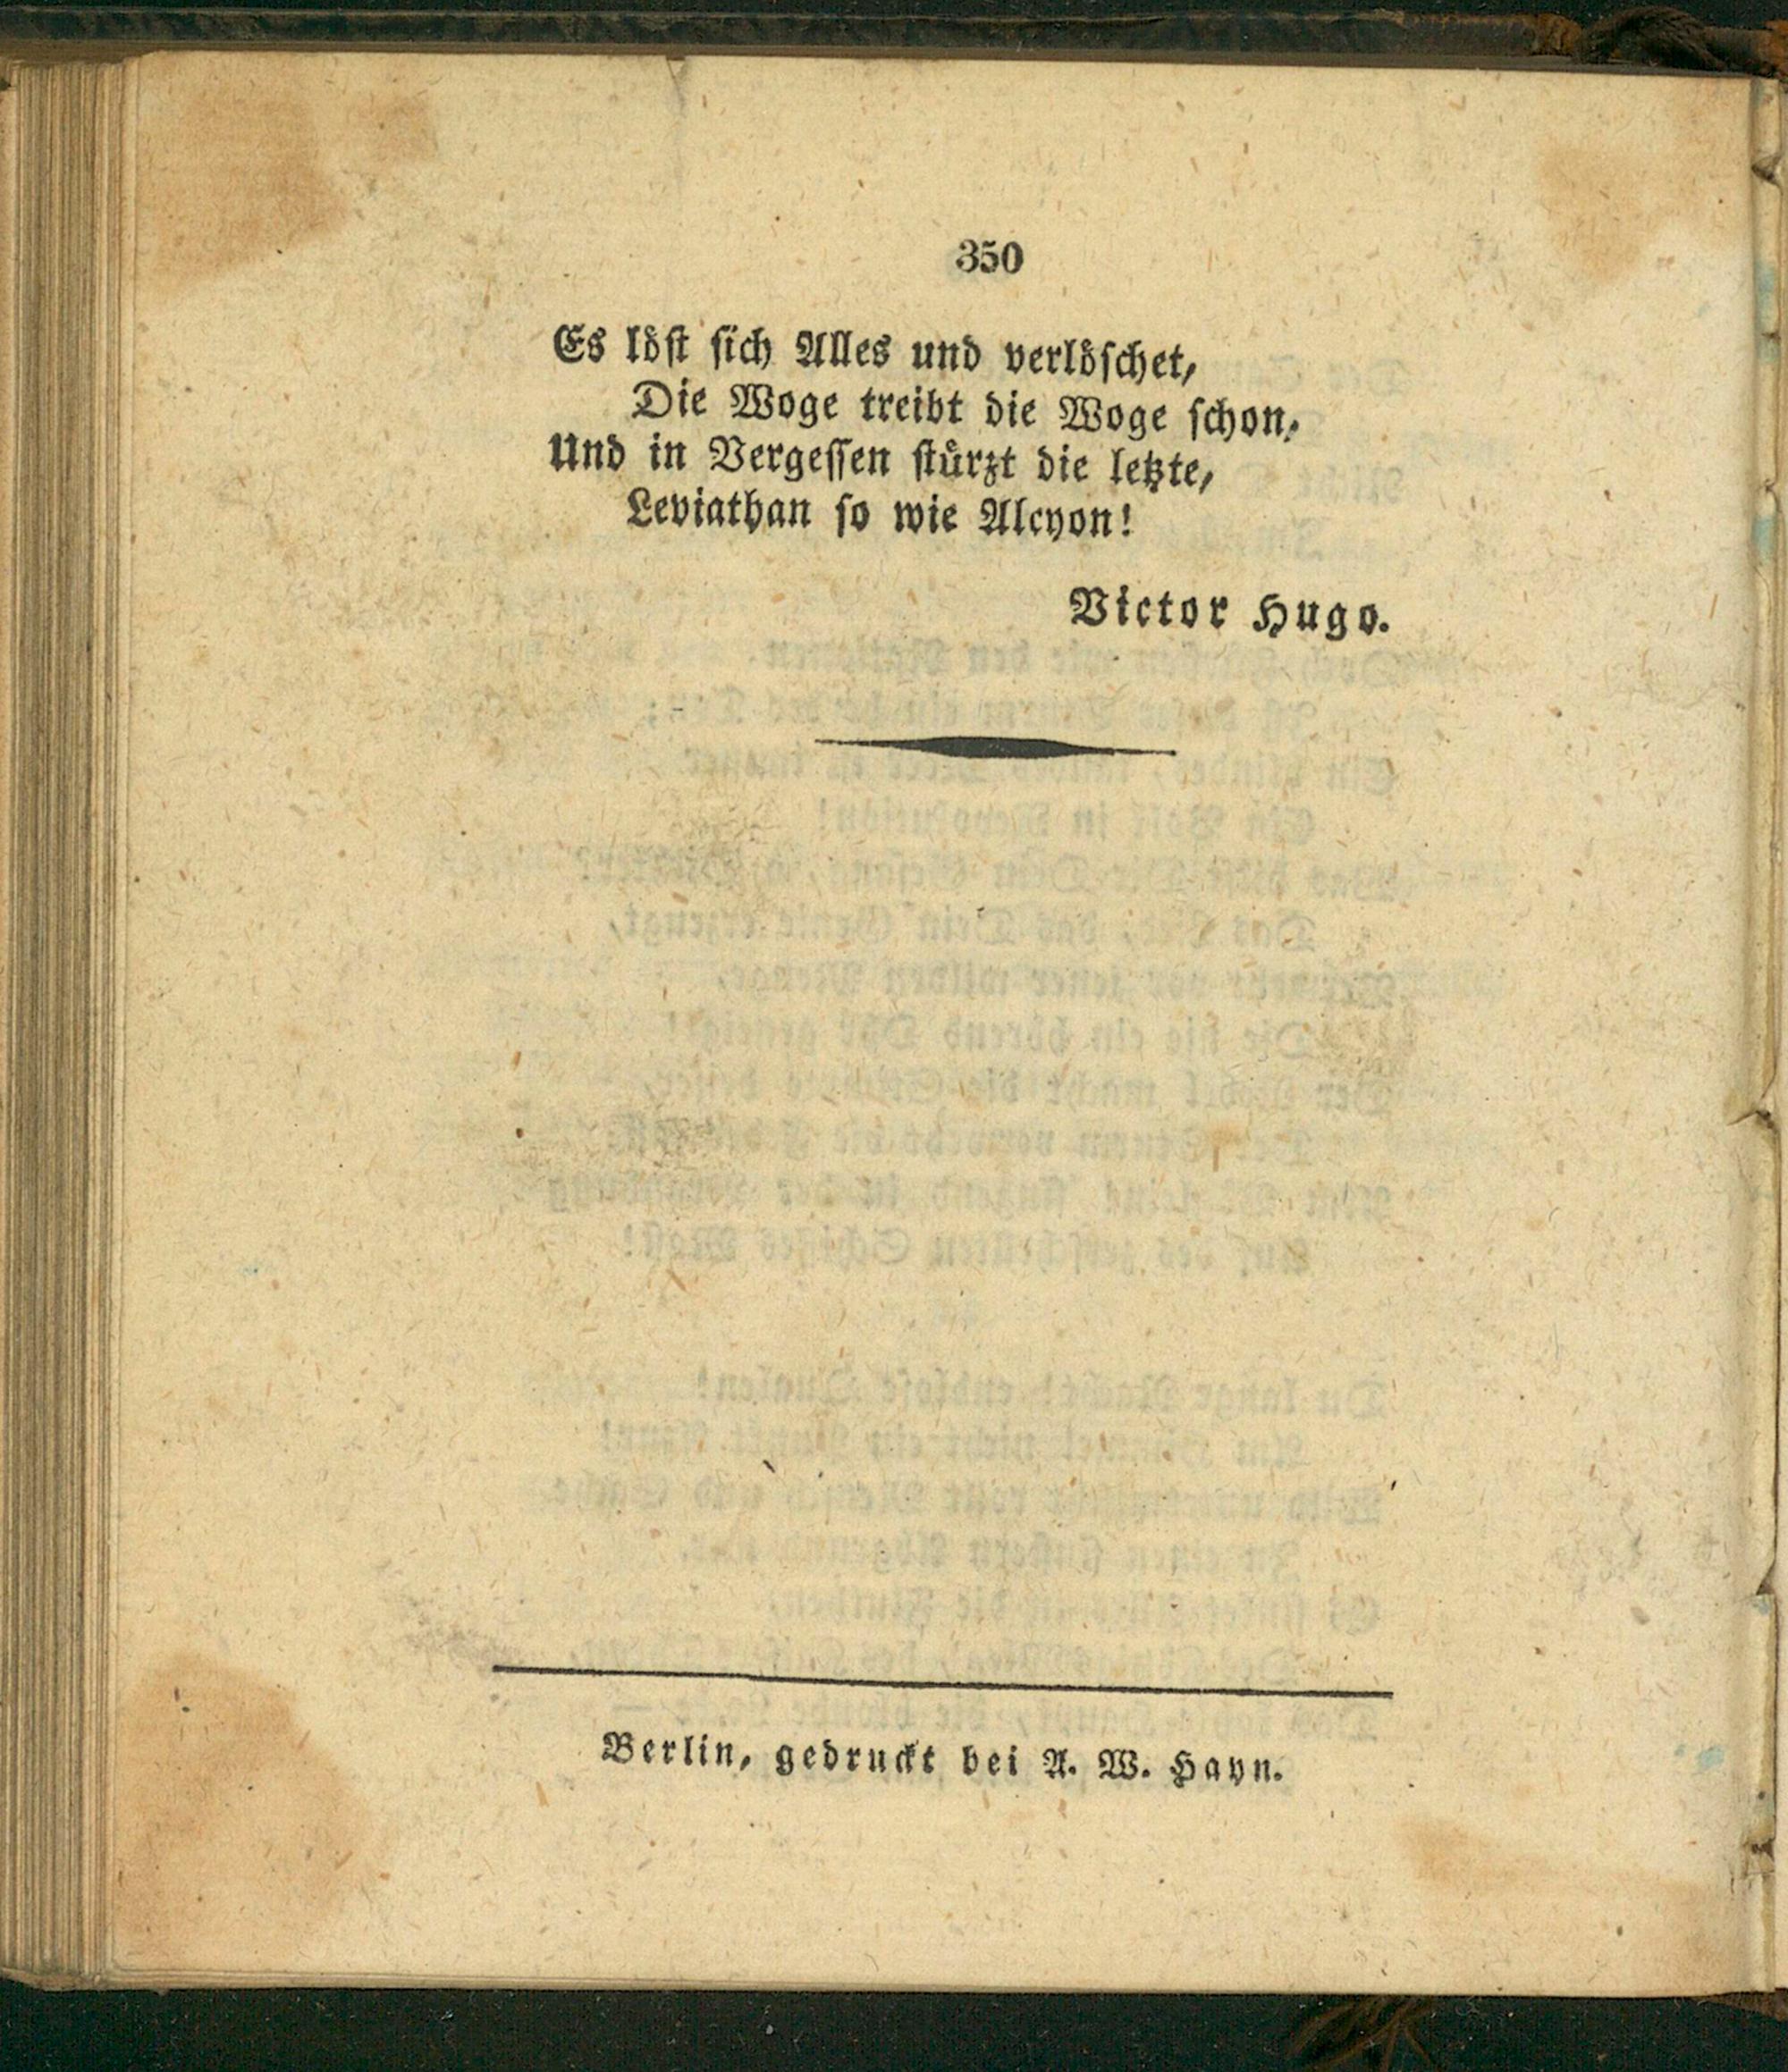 350
Es löst sich Alles und verlöschet,
Die Woge treibt die Woge schon,
Und in Vergessen stürzt die letzte,
Leviathan so wie Alcyon!
Victor Hugo.
Berlin, gedruckt bei A. W. Hayn.